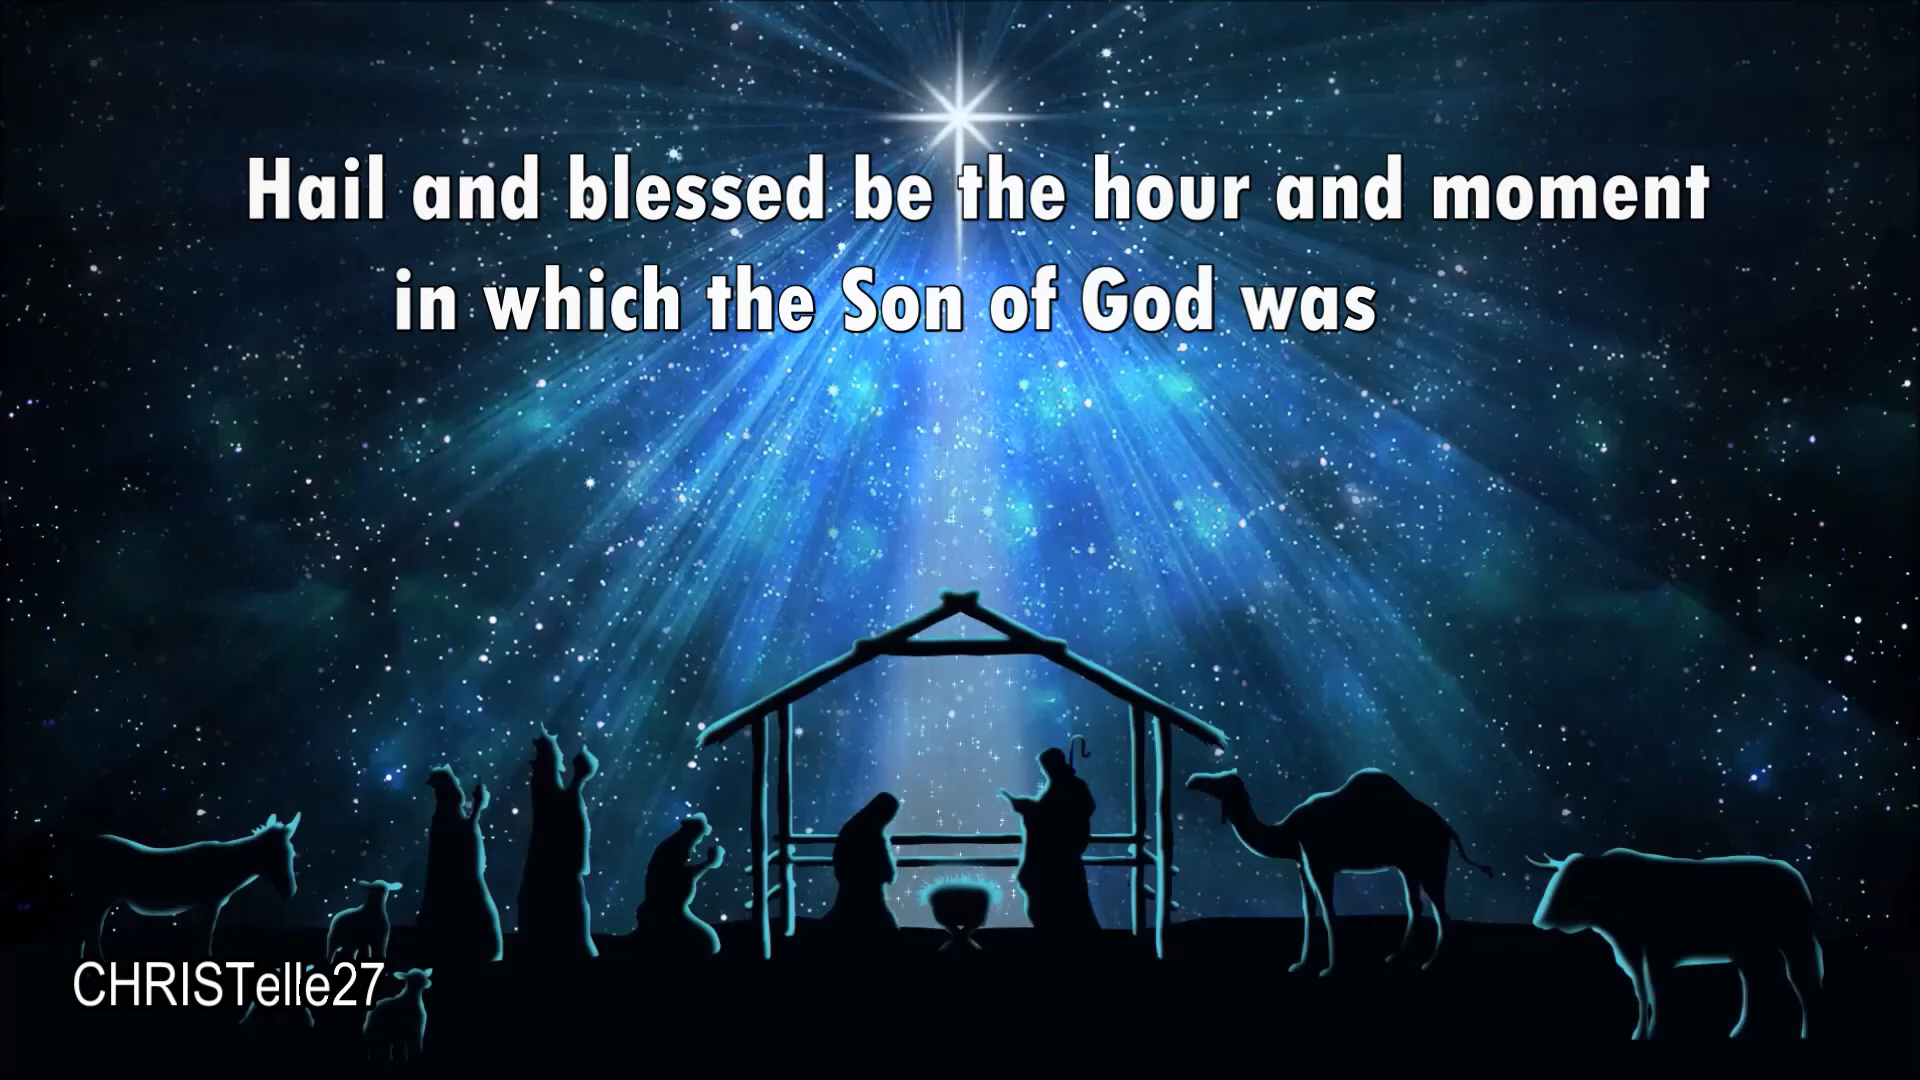 Hail and blessed be the hour and moment
in which the Son of God was
CHRISTelle27